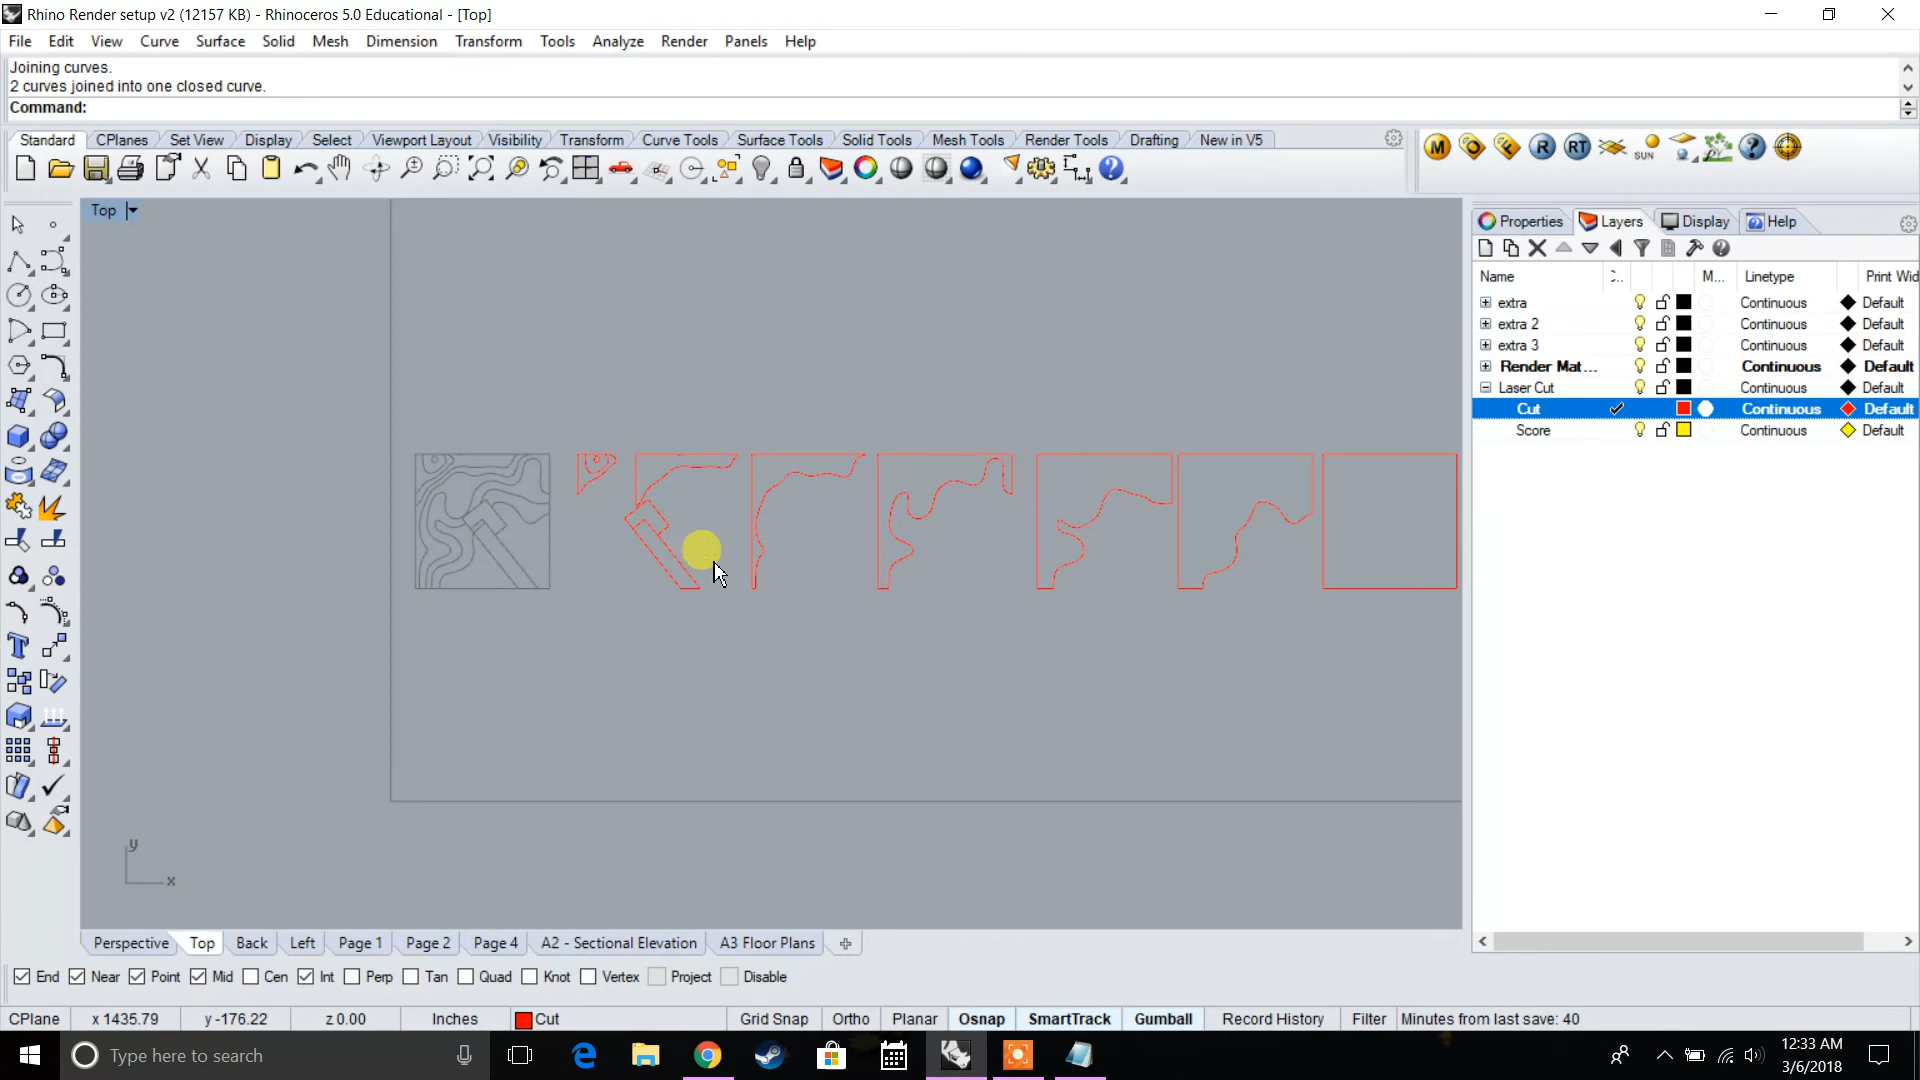 Rhino Render setup v2 (12157 KB) - Rhinoceros 5.0 Educational - [Top]
File Edit View Curve Surface Solid Mesh Dimension Transform Tools Analyze Render Panels Help
Joining curves.
2 curves joined into one closed curve.
Command:
Standard CPlanes Set View Display Select Viewport Layout Visibility Transform Curve Tools Surface Tools Solid Tools Mesh Tools Render Tools Drafting New in V5
M R RT SUN
Top
Properties Layers Display Help
Name M... Linetype Print Wid
extra Continuous Default
extra 2 Continuous Default
extra 3 Continuous Default
Render Mat... Continuous Default
Laser Cut Continuous Default
Cut Continuous Default
Score Continuous Default
y
x
Perspective Top Back Left Page 1 Page 2 Page 4 A2 - Sectional Elevation A3 Floor Plans
End Near Point Mid Cen Int Perp Tan Quad Knot Vertex Project Disable
CPlane x 1435.79 y -176.22 z 0.00 Inches Cut Grid Snap Ortho Planar Osnap SmartTrack Gumball Record History Filter Minutes from last save: 40
Type here to search
12:33 AM
3/6/2018